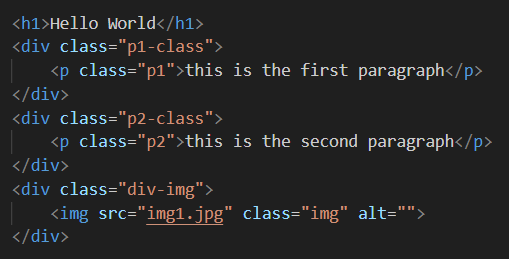 <h1>Hello World</h1>
<div class="p1-class">
    <p class="p1">this is the first paragraph</p>
</div>
<div class="p2-class">
    <p class="p2">this is the second paragraph</p>
</div>
<div class="div-img">
    <img src="img1.jpg" class="img" alt="">
</div>